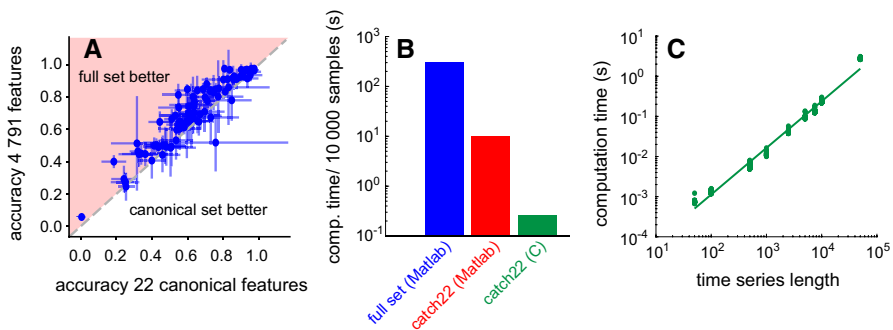 A
full set better
canonical set better
accuracy 4 791 features
1.0
0.8
0.6
0.4
0.2
0.0
0.0 0.2 0.4 0.6 0.8 1.0
accuracy 22 canonical features
B
comp. time/ 10 000 samples (s)
10³
10²
10¹
10⁰
10⁻¹
full set (Matlab)
catch22 (Matlab)
catch22 (C)
C
computation time (s)
10¹
10⁰
10⁻¹
10⁻²
10⁻³
10⁻⁴
10¹ 10² 10³ 10⁴ 10⁵
time series length